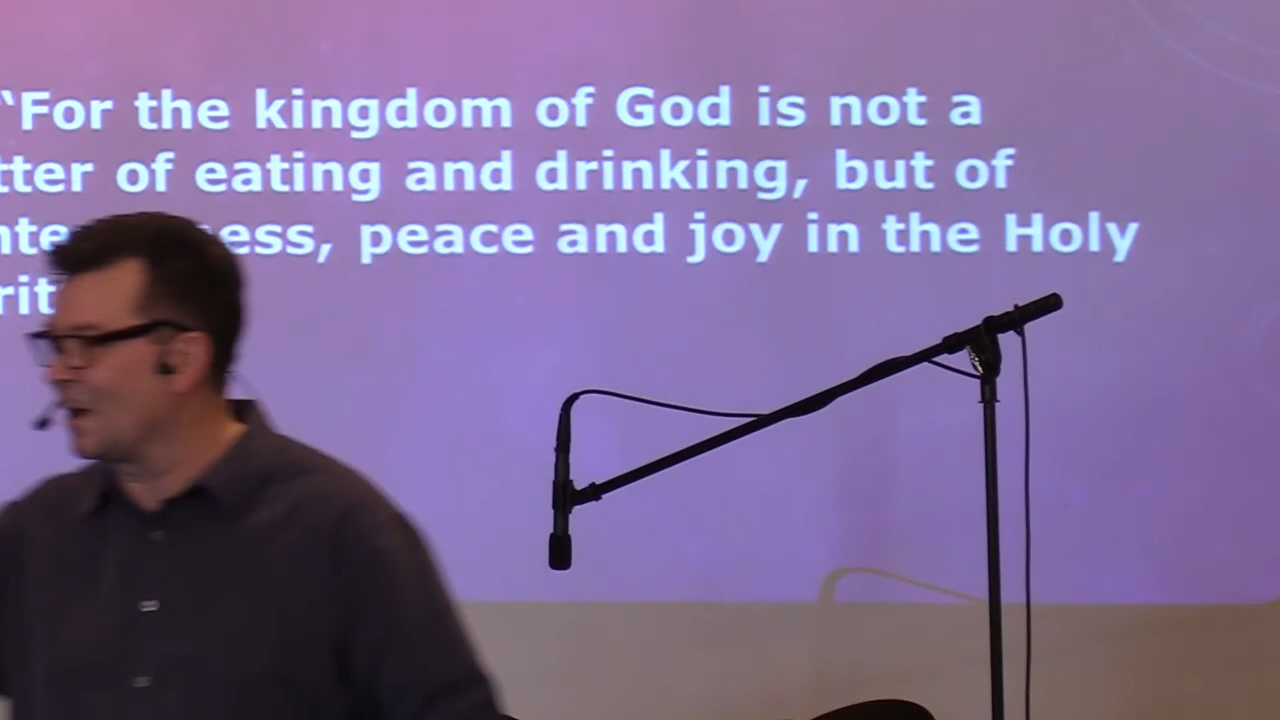 “For the kingdom of God is not a
tter of eating and drinking, but of
ess, peace and joy in the Holy
rit